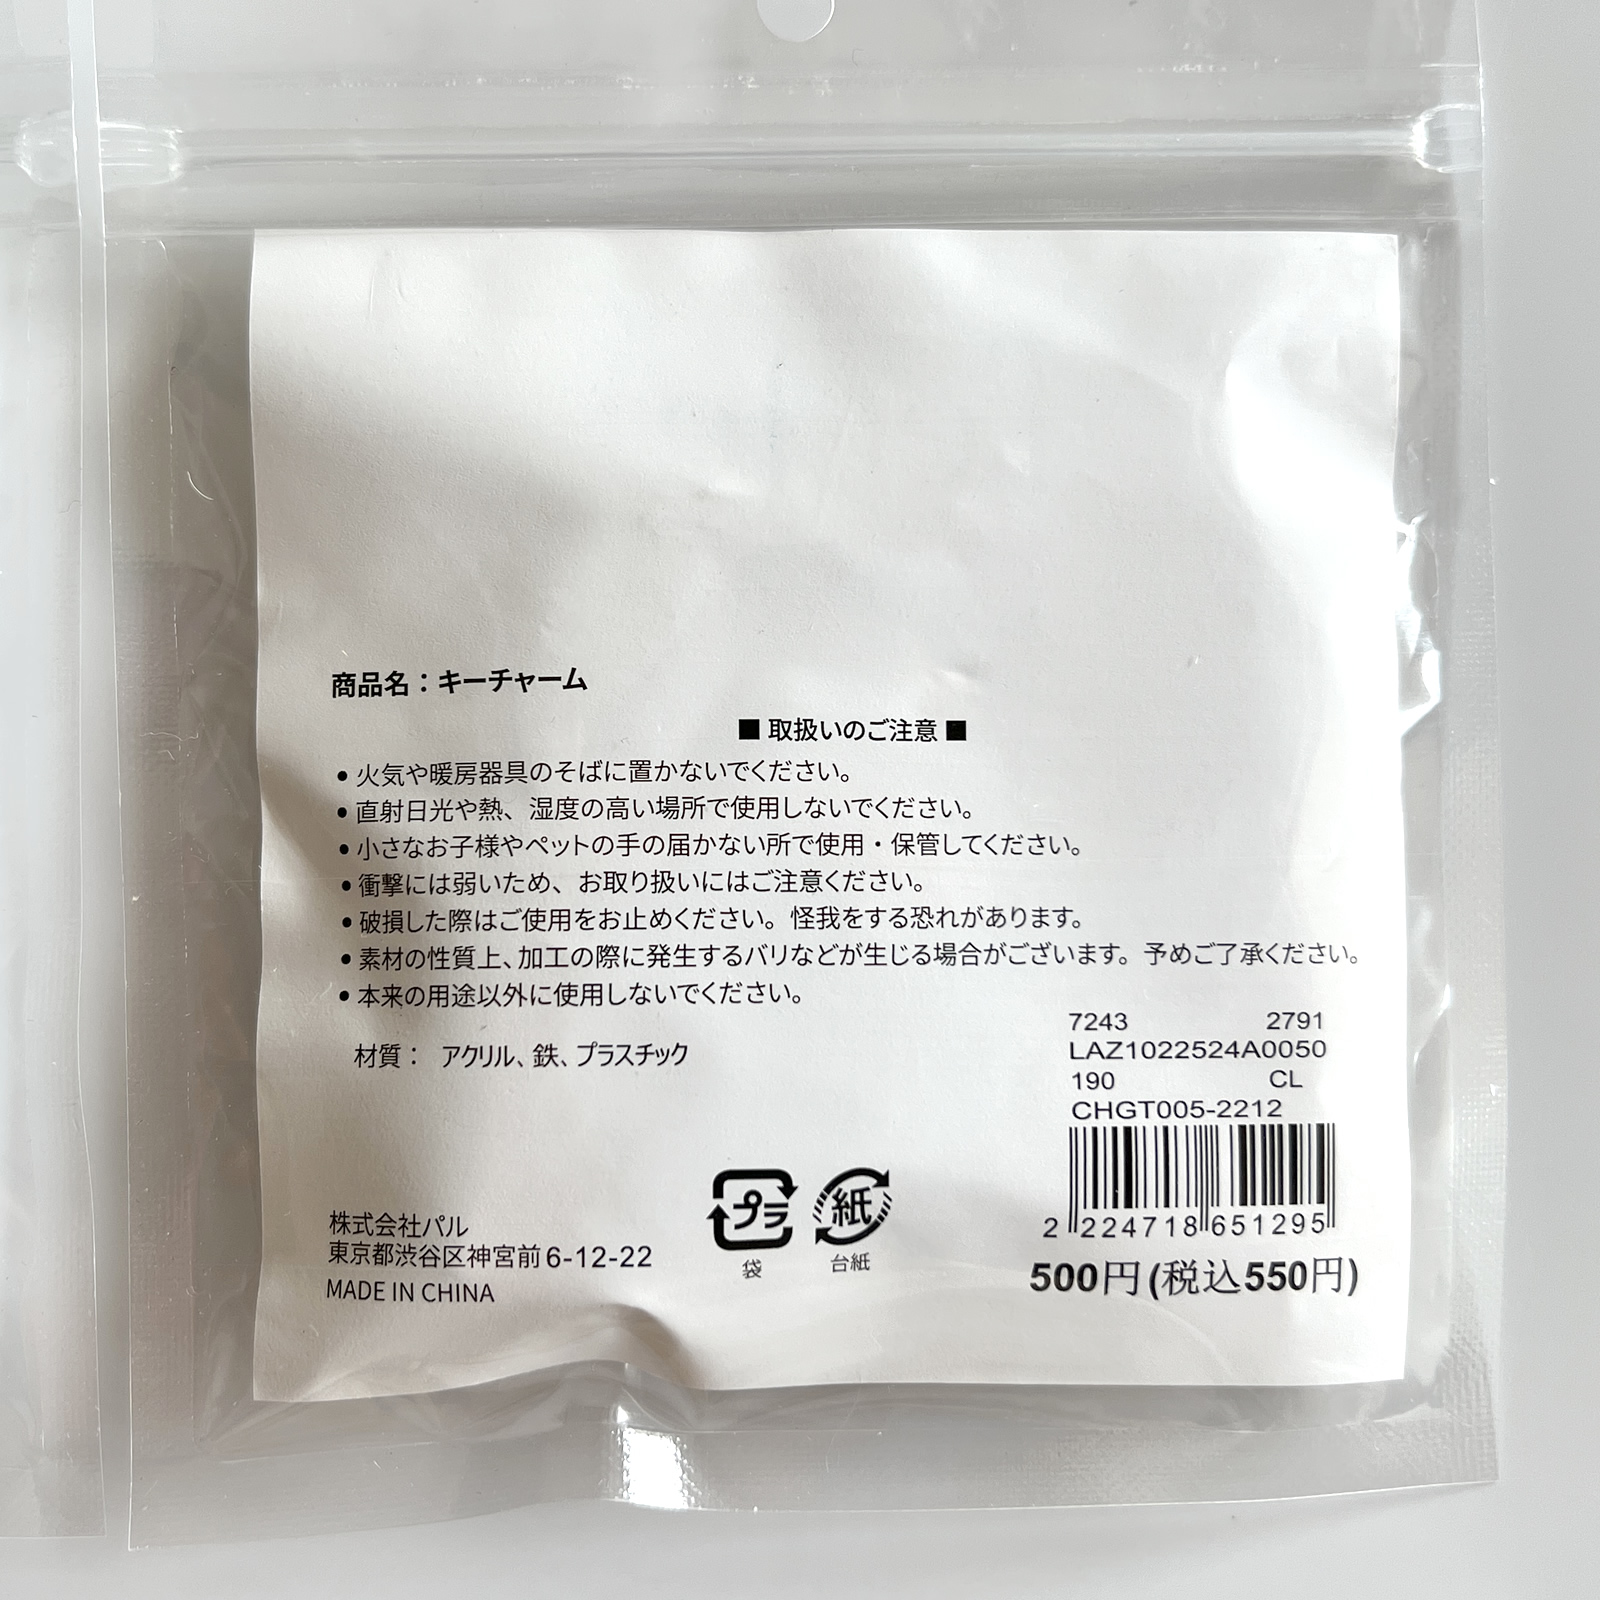 商品名：キーチャーム
■ 取扱いのご注意 ■
• 火気や暖房器具のそばに置かないでください。
• 直射日光や熱、湿度の高い場所で使用しないでください。
• 小さなお子様やペットの手の届かない所で使用・保管してください。
• 衝撃には弱いため、お取り扱いにはご注意ください。
• 破損した際はご使用をお止めください。怪我をする恐れがあります。
• 素材の性質上、加工の際に発生するバリなどが生じる場合がございます。予めご了承ください。
• 本来の用途以外に使用しないでください。
材質： アクリル、鉄、プラスチック
7243 2791
LAZ1022524A0050
190 CL
CHGT005-2212
2 224718 651295
500円(税込550円)
プラ
袋
紙
台紙
株式会社パル
東京都渋谷区神宮前6-12-22
MADE IN CHINA